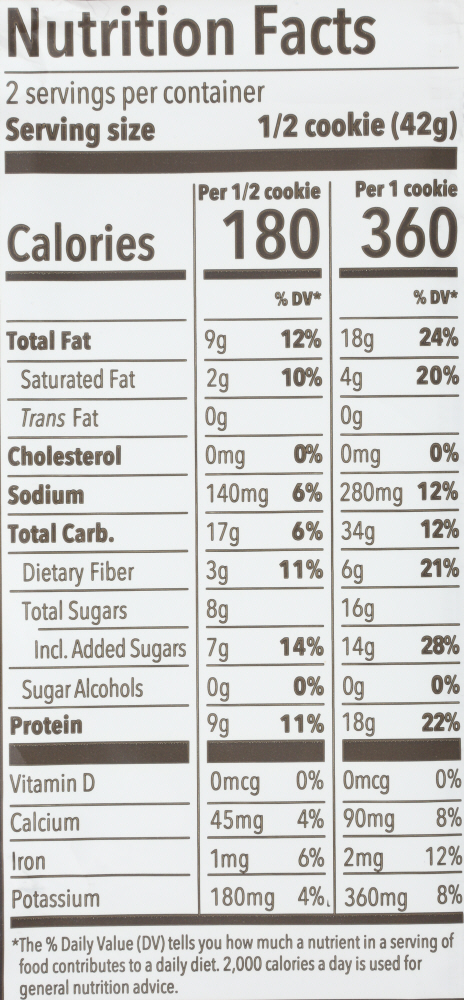 Nutrition Facts
2 servings per container
Serving size 1/2 cookie (42g)
Per 1/2 cookie Per 1 cookie
Calories 180 360
% DV* % DV*
Total Fat 9g 12% 18g 24%
Saturated Fat 2g 10% 4g 20%
Trans Fat 0g 0g
Cholesterol 0mg 0% 0mg 0%
Sodium 140mg 6% 280mg 12%
Total Carb. 17g 6% 34g 12%
Dietary Fiber 3g 11% 6g 21%
Total Sugars 8g 16g
Incl. Added Sugars 7g 14% 14g 28%
Sugar Alcohols 0g 0% 0g 0%
Protein 9g 11% 18g 22%
Vitamin D 0mcg 0% 0mcg 0%
Calcium 45mg 4% 90mg 8%
Iron 1mg 6% 2mg 12%
Potassium 180mg 4% 360mg 8%
*The % Daily Value (DV) tells you how much a nutrient in a serving of
food contributes to a daily diet. 2,000 calories a day is used for
general nutrition advice.